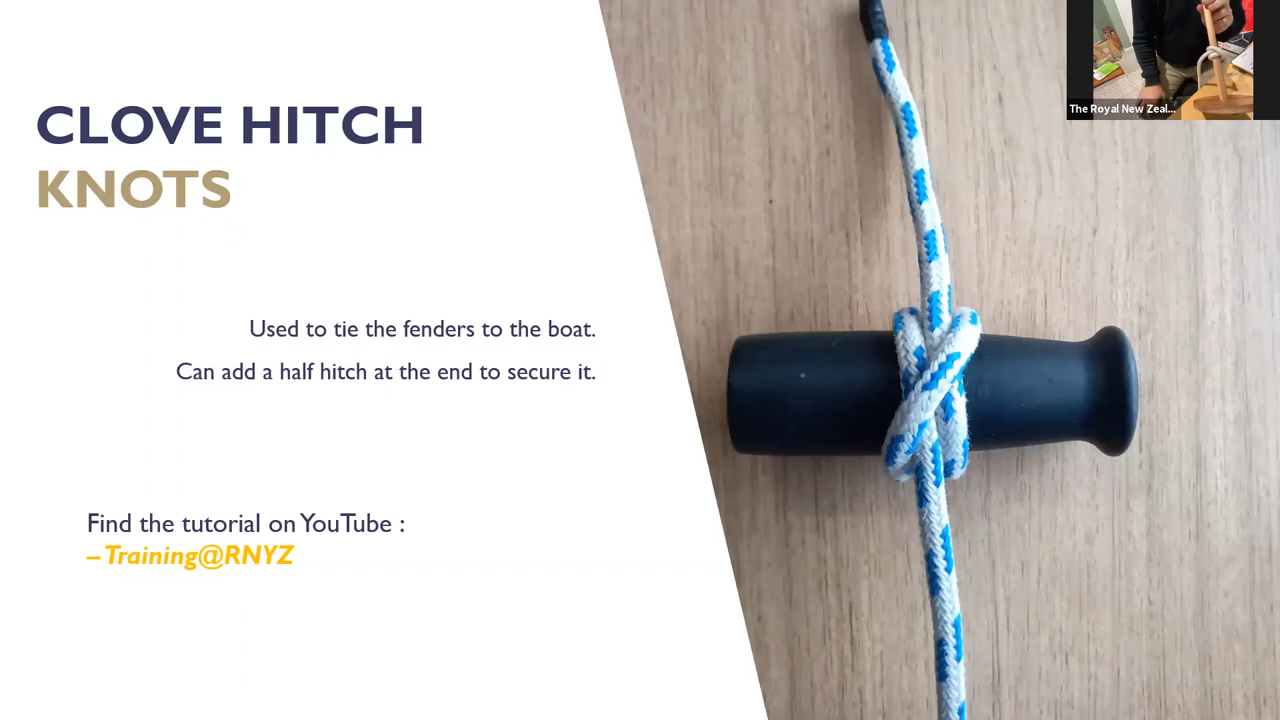 CLOVE HITCH
KNOTS
Used to tie the fenders to the boat.
Can add a half hitch at the end to secure it.
Find the tutorial on YouTube :
– Training@RNYZ
The Royal New Zeal...